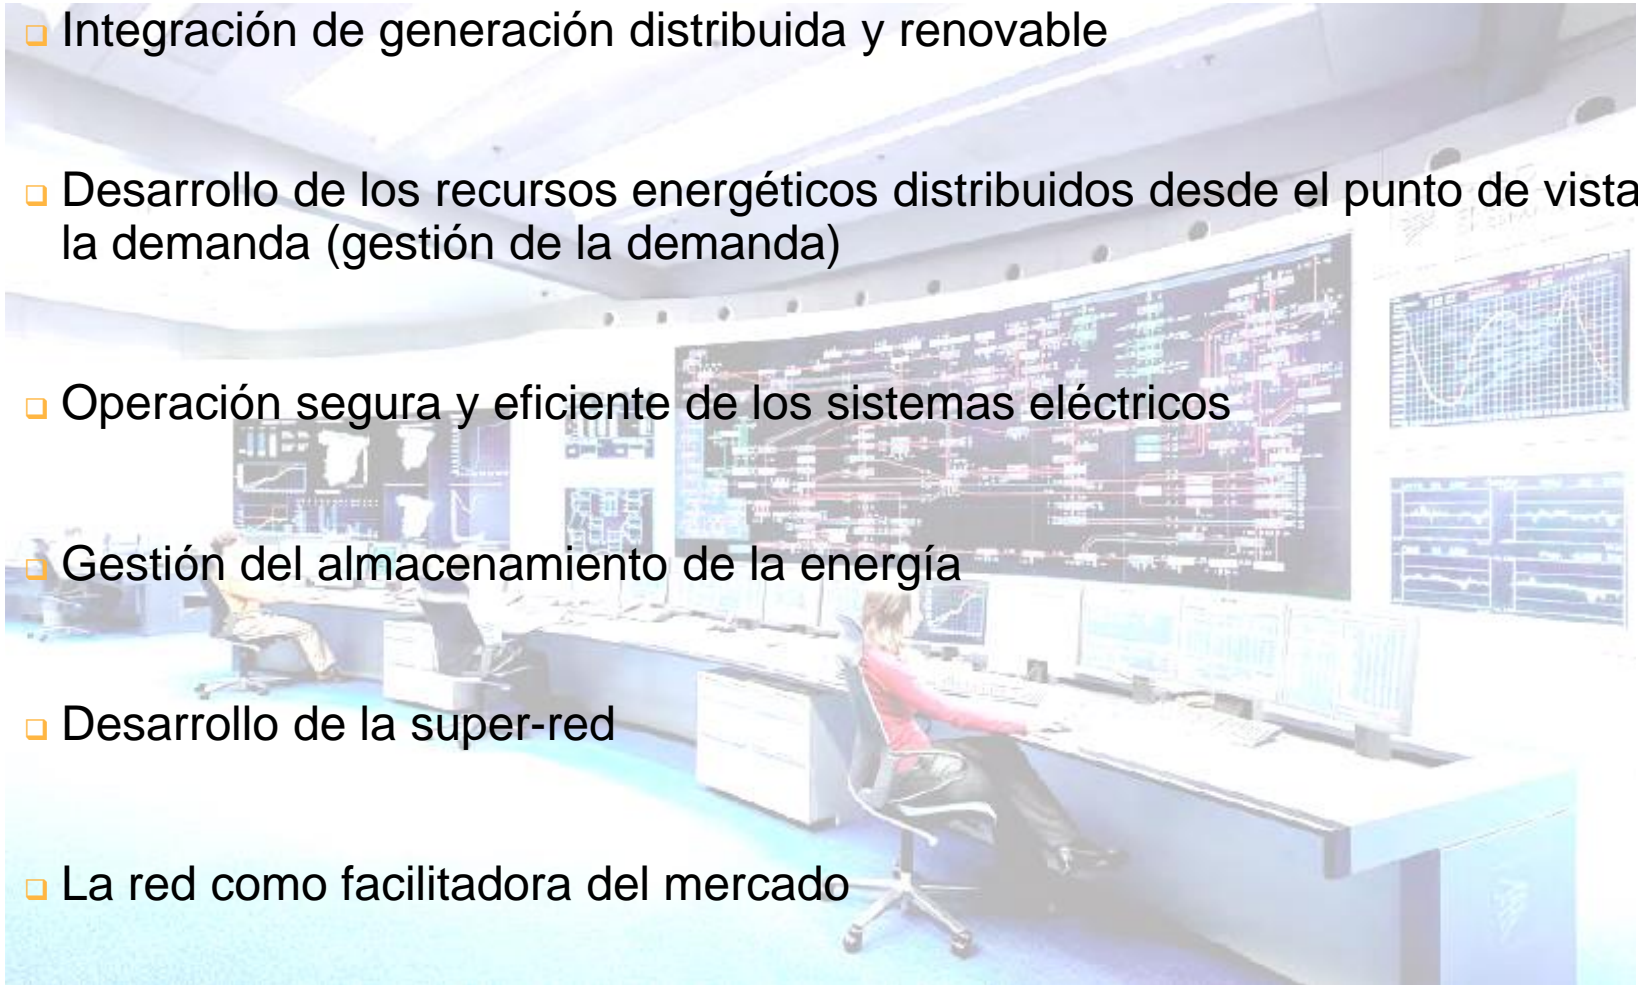 Integración de generación distribuida y renovable
Desarrollo de los recursos energéticos distribuidos desde el punto de vista
la demanda (gestión de la demanda)
Operación segura y eficiente de los sistemas eléctricos
Gestión del almacenamiento de la energía
Desarrollo de la super-red
La red como facilitadora del mercado